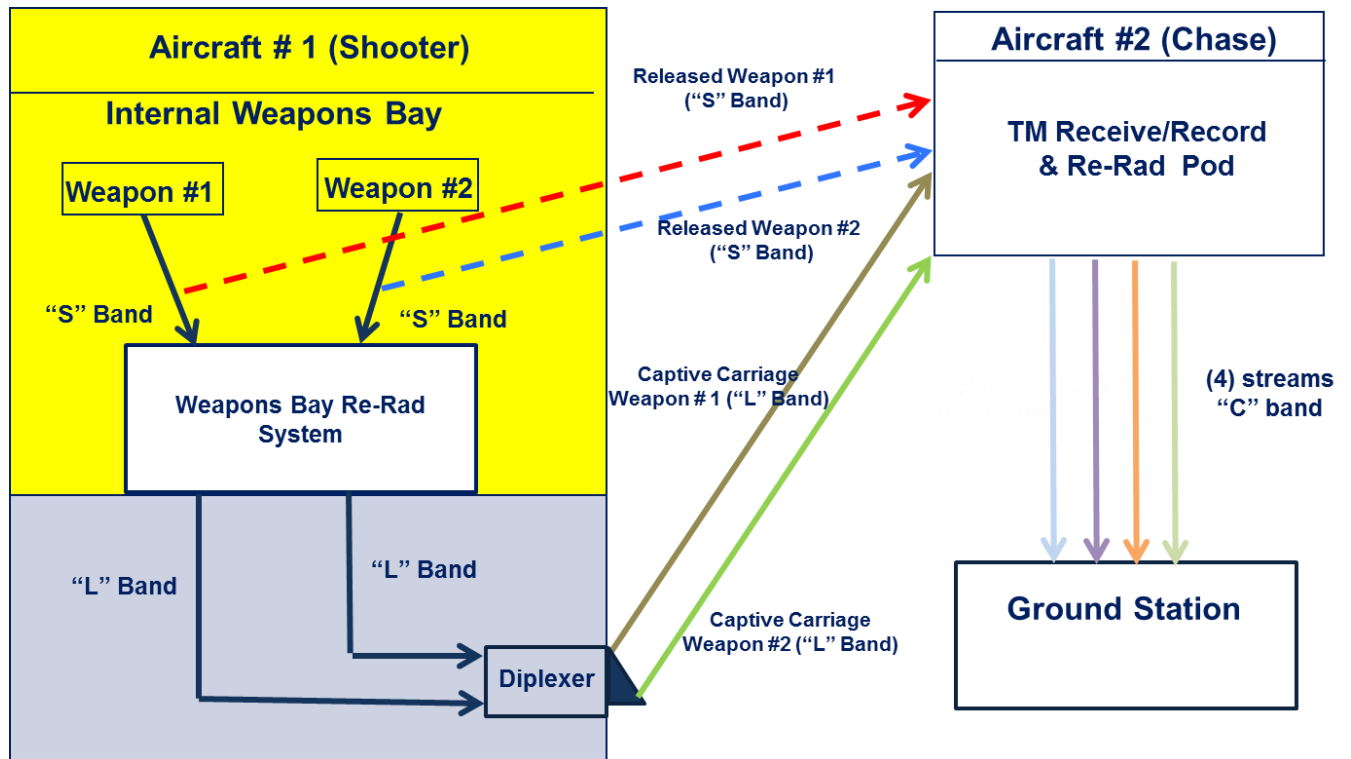 Aircraft # 1 (Shooter)
Internal Weapons Bay
Weapon #1
Weapon #2
“S” Band
“S” Band
Weapons Bay Re-Rad
System
“L” Band
“L” Band
Diplexer
Released Weapon #1
(“S” Band)
Released Weapon #2
(“S” Band)
Captive Carriage
Weapon # 1 (“L” Band)
Captive Carriage
Weapon #2 (“L” Band)
Aircraft #2 (Chase)
TM Receive/Record
& Re-Rad Pod
(4) streams
“C” band
Ground Station